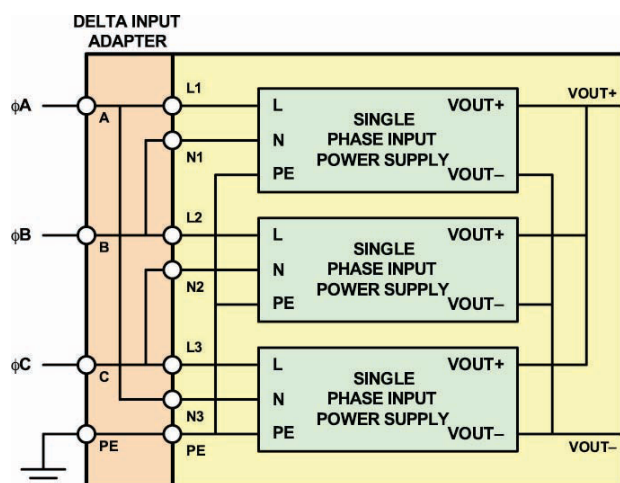 DELTA INPUT
ADAPTER
L1
VOUT+
ϕA
A
L
VOUT+
SINGLE
PHASE INPUT
POWER SUPPLY
N
N1
PE
VOUT–
L2
ϕB
B
L
VOUT+
SINGLE
PHASE INPUT
POWER SUPPLY
N
N2
PE
VOUT–
L3
ϕC
C
L
VOUT+
SINGLE
PHASE INPUT
POWER SUPPLY
N
N3
PE
VOUT–
PE
PE
VOUT–